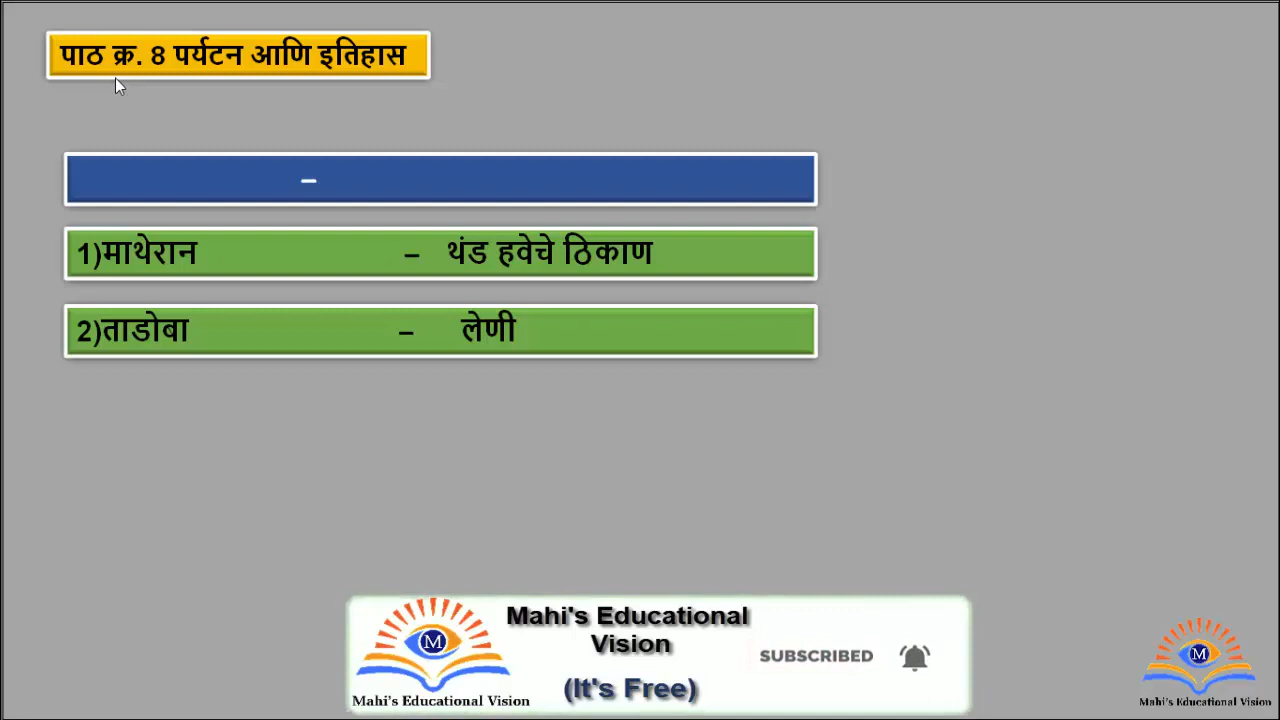 पाठ क्र. 8 पर्यटन आणि इतिहास
–
1)माथेरान – थंड हवेचे ठिकाण
2)ताडोबा – लेणी
Mahi's Educational
Vision
(It's Free)
SUBSCRIBED
M
Mahi's Educational Vision
M
Mahi's Educational Vision